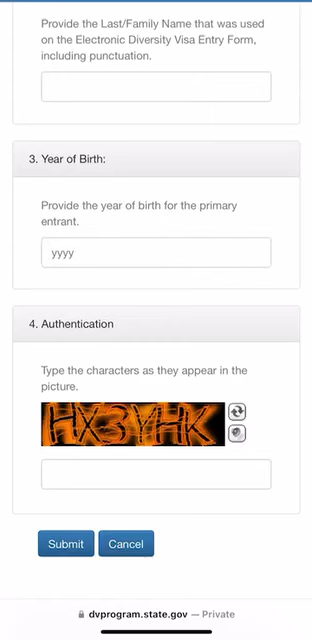 Provide the Last/Family Name that was used
on the Electronic Diversity Visa Entry Form,
including punctuation.
3. Year of Birth:
Provide the year of birth for the primary
entrant.
yyyy
4. Authentication
Type the characters as they appear in the
picture.
HX3YHK
Submit Cancel
dvprogram.state.gov — Private